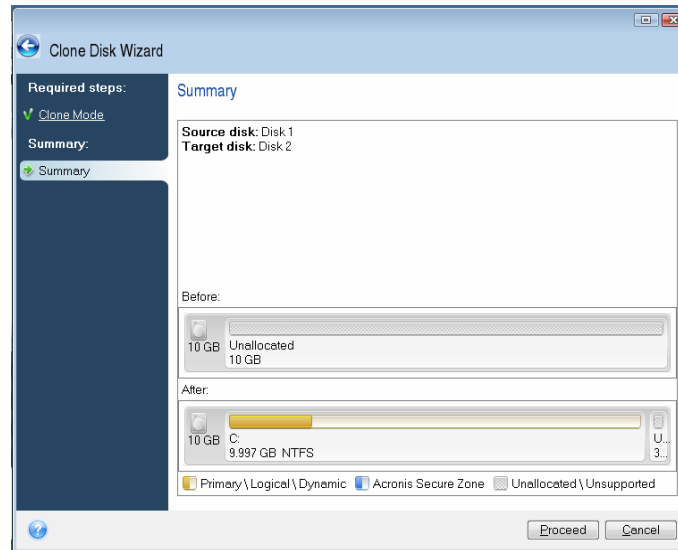 Clone Disk Wizard
Required steps:
Clone Mode
Summary:
Summary
Summary
Source disk: Disk 1
Target disk: Disk 2
Before:
10 GB
Unallocated
10 GB
After:
10 GB
C:
9.997 GB NTFS
U...
3...
Primary \ Logical \ Dynamic
Acronis Secure Zone
Unallocated \ Unsupported
Proceed
Cancel